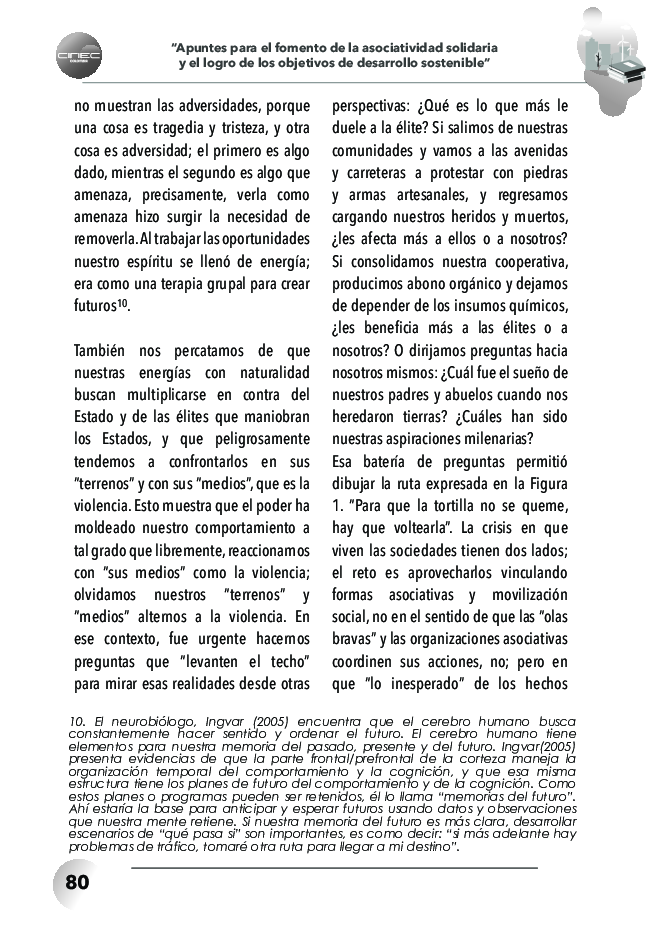 CINEC
COLOMBIA
“Apuntes para el fomento de la asociatividad solidaria
y el logro de los objetivos de desarrollo sostenible”
no muestran las adversidades, porque
una cosa es tragedia y tristeza, y otra
cosa es adversidad; el primero es algo
dado, mientras el segundo es algo que
amenaza, precisamente, verla como
amenaza hizo surgir la necesidad de
removerla. Al trabajar las oportunidades
nuestro espíritu se llenó de energía;
era como una terapia grupal para crear
futuros¹⁰.
También nos percatamos de que
nuestras energías con naturalidad
buscan multiplicarse en contra del
Estado y de las élites que maniobran
los Estados, y que peligrosamente
tendemos a confrontarlos en sus
"terrenos" y con sus "medios", que es la
violencia. Esto muestra que el poder ha
moldeado nuestro comportamiento a
tal grado que libremente, reaccionamos
con "sus medios" como la violencia;
olvidamos nuestros "terrenos" y
"medios" alternos a la violencia. En
ese contexto, fue urgente hacernos
preguntas que "levanten el techo"
para mirar esas realidades desde otras
perspectivas: ¿Qué es lo que más le
duele a la élite? Si salimos de nuestras
comunidades y vamos a las avenidas
y carreteras a protestar con piedras
y armas artesanales, y regresamos
cargando nuestros heridos y muertos,
¿les afecta más a ellos o a nosotros?
Si consolidamos nuestra cooperativa,
producimos abono orgánico y dejamos
de depender de los insumos químicos,
¿les beneficia más a las élites o a
nosotros? O dirijamos preguntas hacia
nosotros mismos: ¿Cuál fue el sueño de
nuestros padres y abuelos cuando nos
heredaron tierras? ¿Cuáles han sido
nuestras aspiraciones milenarias?
Esa batería de preguntas permitió
dibujar la ruta expresada en la Figura
1. "Para que la tortilla no se queme,
hay que voltearla". La crisis en que
viven las sociedades tienen dos lados;
el reto es aprovecharlos vinculando
formas asociativas y movilización
social, no en el sentido de que las "olas
bravas" y las organizaciones asociativas
coordinen sus acciones, no; pero en
que "lo inesperado" de los hechos
10. El neurobiólogo, Ingvar (2005) encuentra que el cerebro humano busca
constantemente hacer sentido y ordenar el futuro. El cerebro humano tiene
elementos para nuestra memoria del pasado, presente y del futuro. Ingvar(2005)
presenta evidencias de que la parte frontal/prefrontal de la corteza maneja la
organización temporal del comportamiento y la cognición, y que esa misma
estructura tiene los planes de futuro del comportamiento y de la cognición. Como
estos planes o programas pueden ser retenidos, él lo llama “memorias del futuro”.
Ahí estaría la base para anticipar y esperar futuros usando datos y observaciones
que nuestra mente retiene. Si nuestra memoria del futuro es más clara, desarrollar
escenarios de “qué pasa si” son importantes, es como decir: “si más adelante hay
problemas de tráfico, tomaré otra ruta para llegar a mi destino”.
80